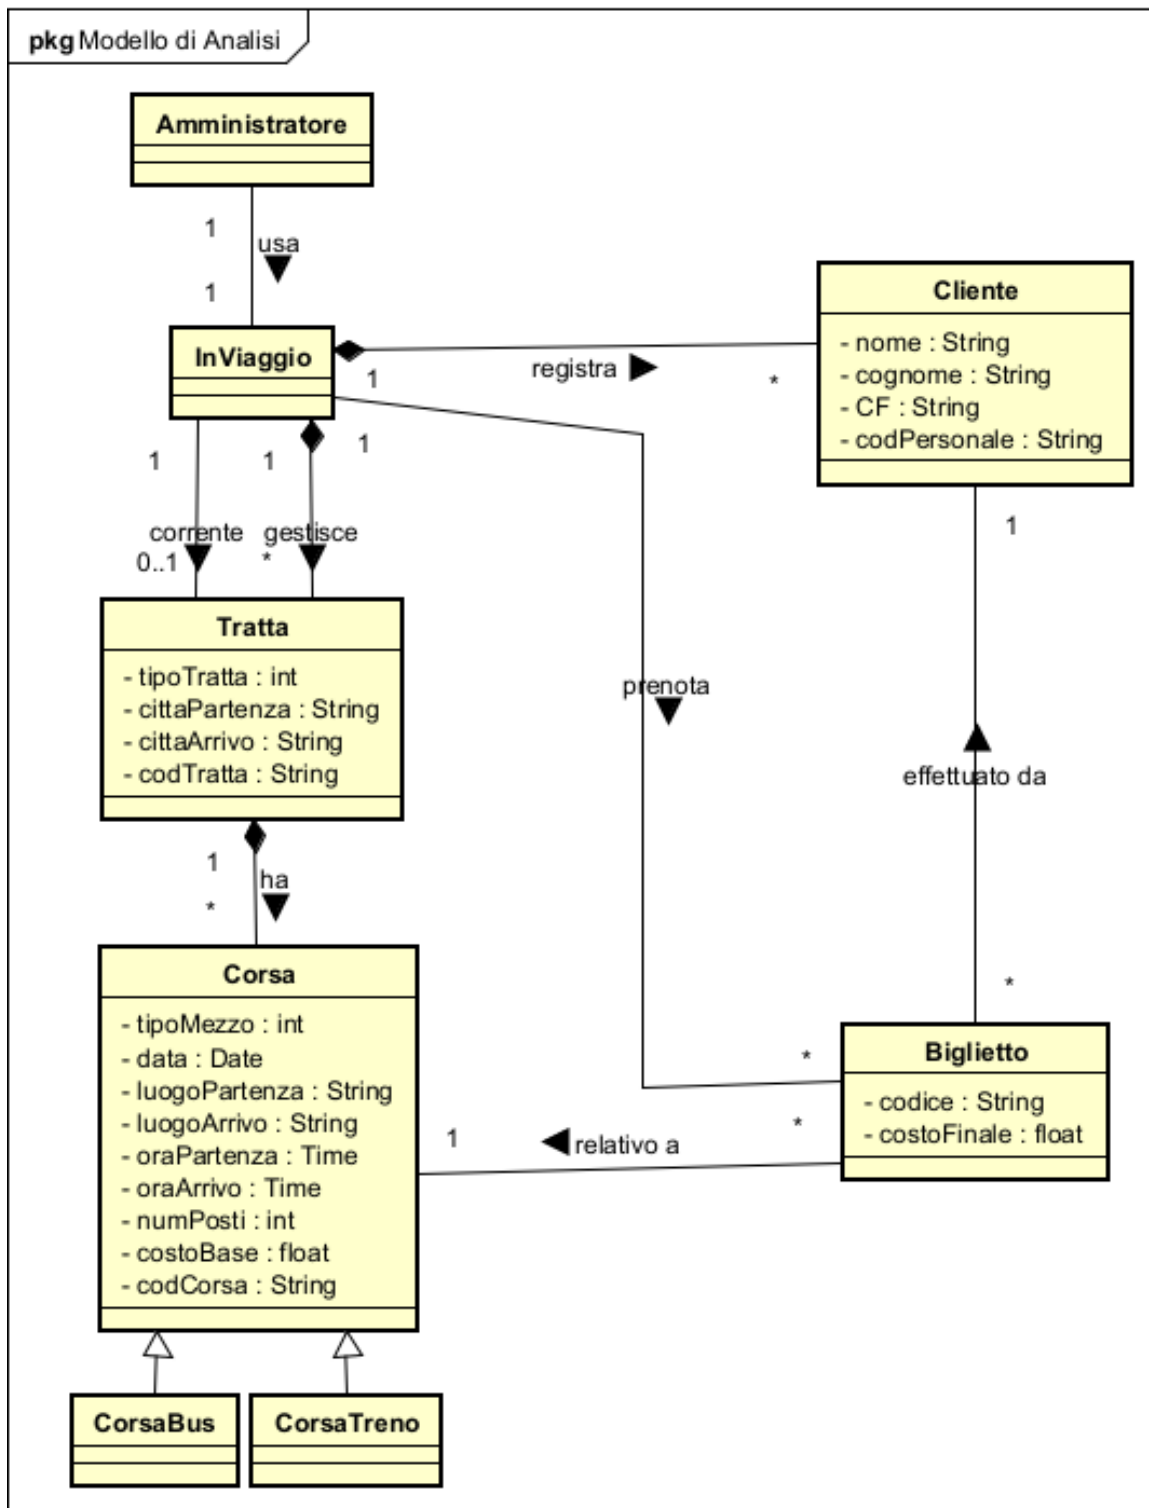 pkg Modello di Analisi
Amministratore
1
usa
1
InViaggio
1
registra
*
Cliente
- nome : String
- cognome : String
- CF : String
- codPersonale : String
1
1
1
corrente
gestisce
0..1
*
1
Tratta
- tipoTratta : int
- cittaPartenza : String
- cittaArrivo : String
- codTratta : String
prenota
effettuato da
1
ha
*
*
Corsa
- tipoMezzo : int
- data : Date
- luogoPartenza : String
- luogoArrivo : String
- oraPartenza : Time
- oraArrivo : Time
- numPosti : int
- costoBase : float
- codCorsa : String
*
Biglietto
- codice : String
- costoFinale : float
*
1
relativo a
CorsaBus
CorsaTreno